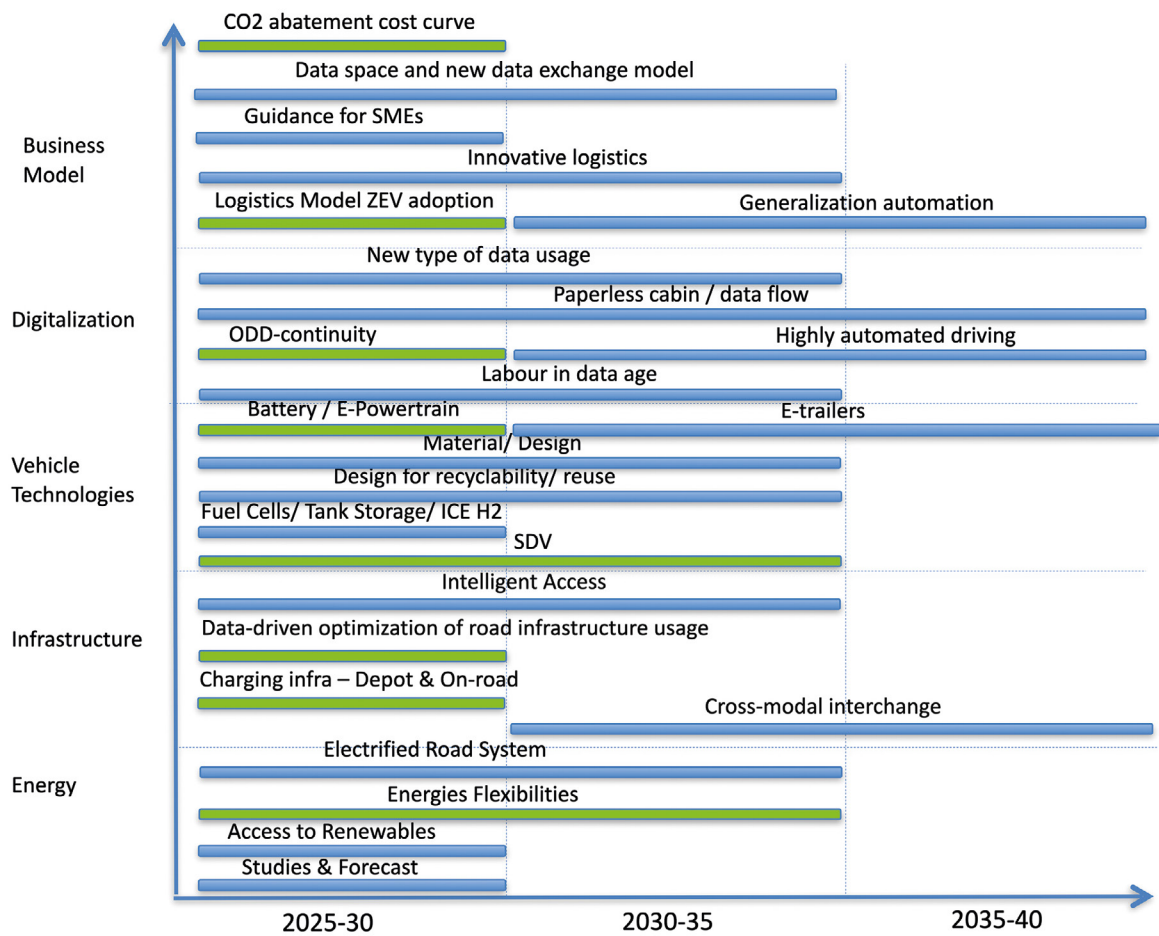 CO2 abatement cost curve
Data space and new data exchange model
Guidance for SMEs
Business
Model
Innovative logistics
Logistics Model ZEV adoption
Generalization automation
New type of data usage
Paperless cabin / data flow
Digitalization
ODD-continuity
Highly automated driving
Labour in data age
Battery / E-Powertrain
E-trailers
Material/ Design
Vehicle
Technologies
Design for recyclability/ reuse
Fuel Cells/ Tank Storage/ ICE H2
SDV
Intelligent Access
Infrastructure
Data-driven optimization of road infrastructure usage
Charging infra – Depot & On-road
Cross-modal interchange
Electrified Road System
Energy
Energies Flexibilities
Access to Renewables
Studies & Forecast
2025-30
2030-35
2035-40